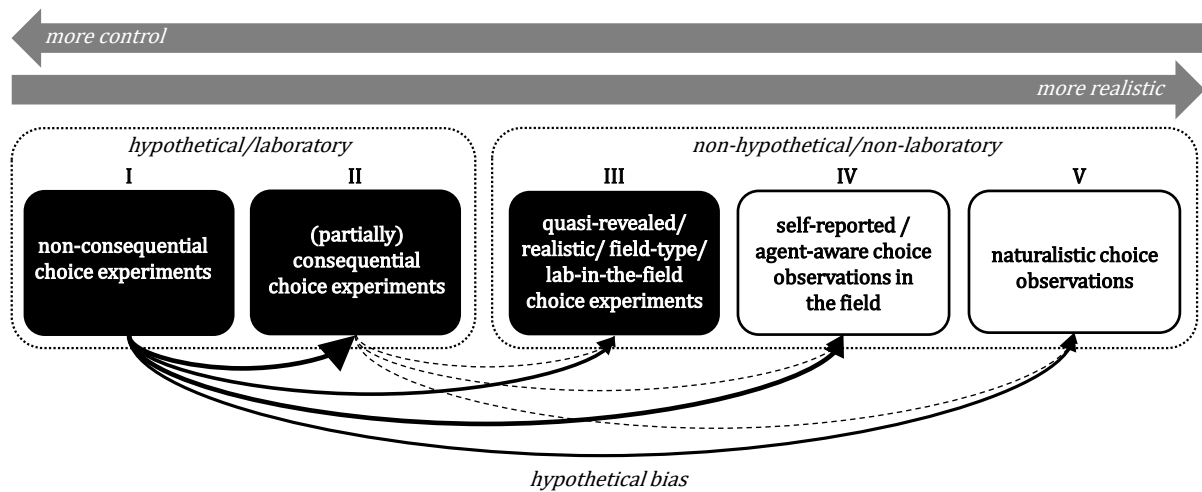 more control
more realistic
hypothetical/laboratory
non-hypothetical/non-laboratory
I
II
III
IV
V
non-consequential
choice experiments
(partially)
consequential
choice experiments
quasi-revealed/
realistic/ field-type/
lab-in-the-field
choice experiments
self-reported /
agent-aware choice
observations in
the field
naturalistic choice
observations
hypothetical bias